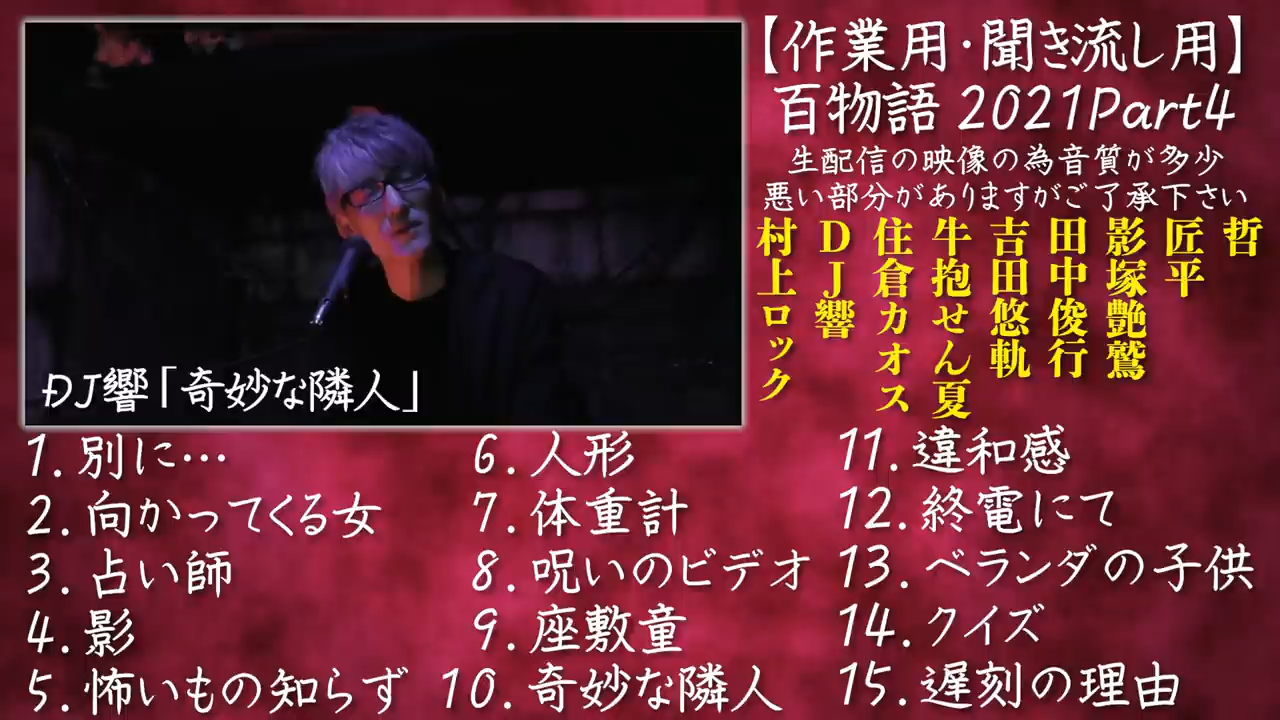 【作業用・聞き流し用】
百物語 2021Part4
生配信の映像の為音質が多少
悪い部分がありますがご了承下さい
哲
匠平
影塚艶鷲
田中俊行
吉田悠軌
牛抱せん夏
住倉カオス
DJ響
村上ロック
DJ響「奇妙な隣人」
1. 別に…
2. 向かってくる女
3. 占い師
4. 影
5. 怖いもの知らず
6. 人形
7. 体重計
8. 呪いのビデオ
9. 座敷童
10. 奇妙な隣人
11. 違和感
12. 終電にて
13. ベランダの子供
14. クイズ
15. 遅刻の理由